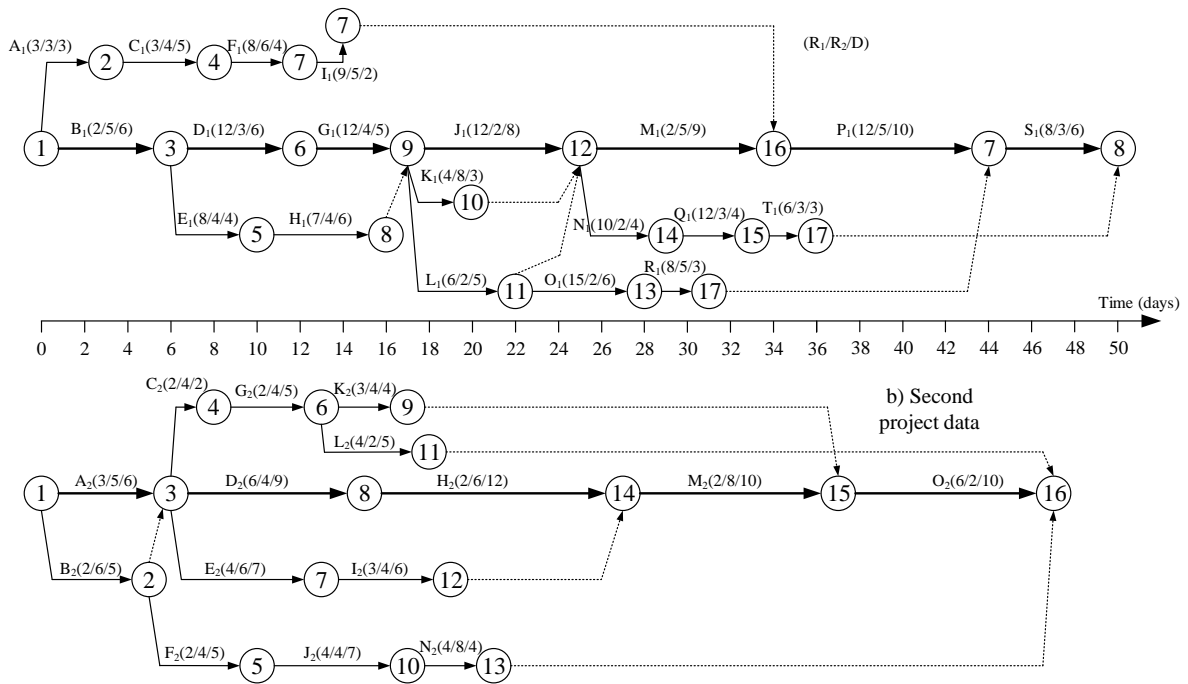 7
A1(3/3/3) C1(3/4/5) F1(8/6/4) (R1/R2/D)
2 4 7 I1(9/5/2)
B1(2/5/6) D1(12/3/6) G1(12/4/5) J1(12/2/8) M1(2/5/9) P1(12/5/10) S1(8/3/6)
1 3 6 9 12 16 7 8
K1(4/8/3)
10
E1(8/4/4) H1(7/4/6) N1(10/2/4) Q1(12/3/4) T1(6/3/3)
5 8 14 15 17
L1(6/2/5) O1(15/2/6) R1(8/5/3)
11 13 17
Time (days)
0 2 4 6 8 10 12 14 16 18 20 22 24 26 28 30 31 34 36 38 40 42 44 46 48 50
C2(2/4/2) G2(2/4/5) K2(3/4/4)
4 6 9
b) Second
project data
L2(4/2/5)
11
A2(3/5/6) D2(6/4/9) H2(2/6/12) M2(2/8/10) O2(6/2/10)
1 3 8 14 15 16
B2(2/6/5) E2(4/6/7) I2(3/4/6)
2 7 12
F2(2/4/5) J2(4/4/7) N2(4/8/4)
5 10 13